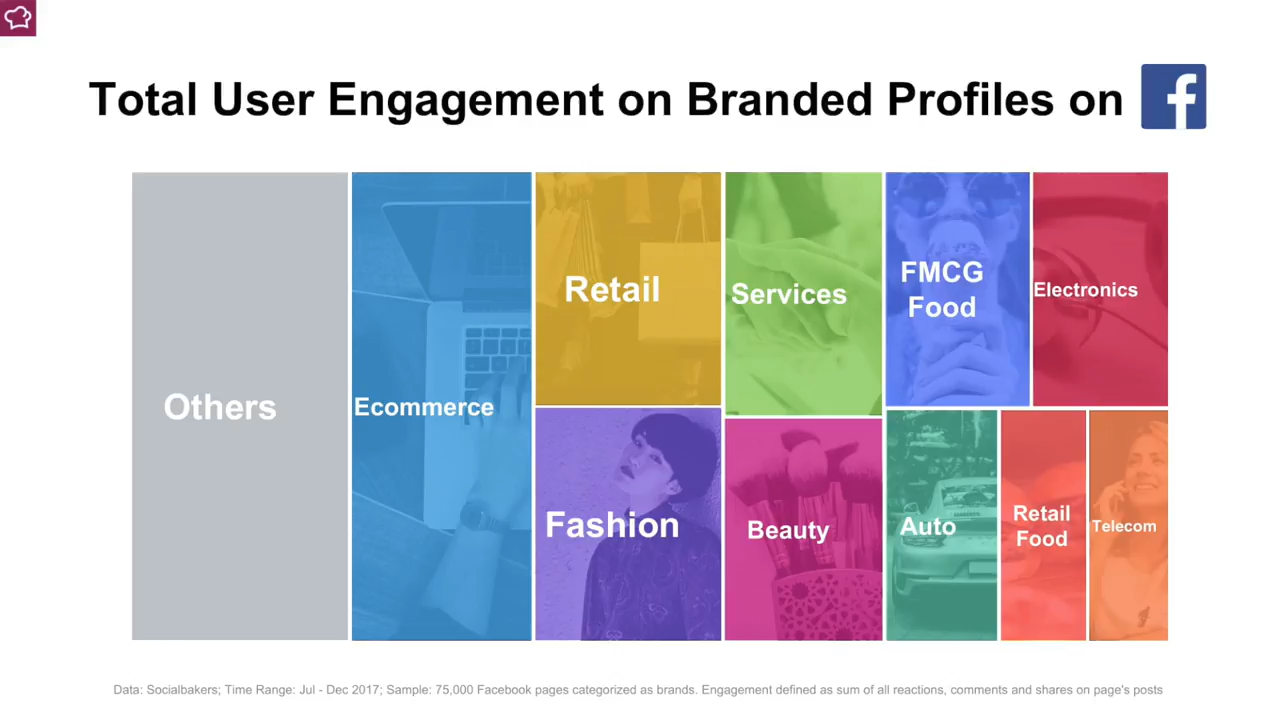 Total User Engagement on Branded Profiles on f
Others
Ecommerce
Retail
Services
FMCG
Food
Electronics
Fashion
Beauty
Auto
Retail
Food
Telecom
Data: Socialbakers; Time Range: Jul - Dec 2017; Sample: 75,000 Facebook pages categorized as brands. Engagement defined as sum of all reactions, comments and shares on page's posts